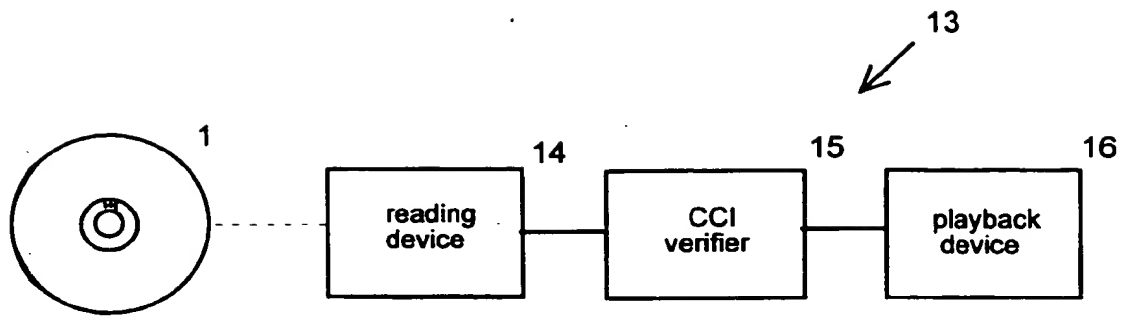 13
1
14
15
16
reading
device
CCI
verifier
playback
device